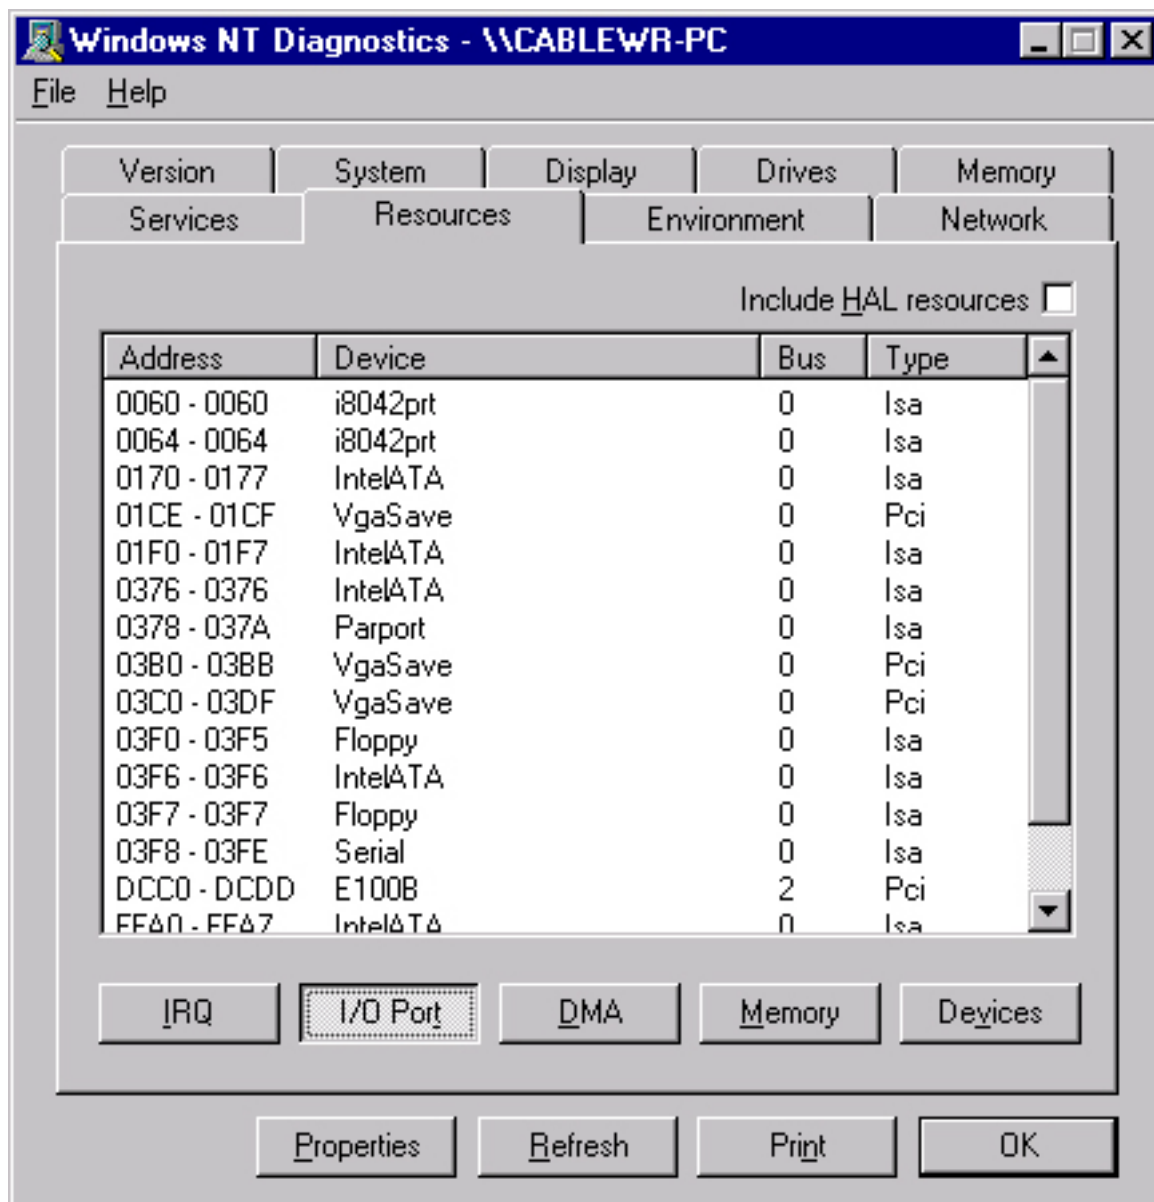 Windows NT Diagnostics - \\CABLEWR-PC
File Help
Version System Display Drives Memory
Services Resources Environment Network
Include HAL resources
Address Device Bus Type
0060 - 0060 i8042prt 0 Isa
0064 - 0064 i8042prt 0 Isa
0170 - 0177 IntelATA 0 Isa
01CE - 01CF VgaSave 0 Pci
01F0 - 01F7 IntelATA 0 Isa
0376 - 0376 IntelATA 0 Isa
0378 - 037A Parport 0 Isa
03B0 - 03BB VgaSave 0 Pci
03C0 - 03DF VgaSave 0 Pci
03F0 - 03F5 Floppy 0 Isa
03F6 - 03F6 IntelATA 0 Isa
03F7 - 03F7 Floppy 0 Isa
03F8 - 03FE Serial 0 Isa
DCC0 - DCDD E100B 2 Pci
FFA0 - FFA7 IntelATA 0 Isa
IRQ I/O Port DMA Memory Devices
Properties Refresh Print OK